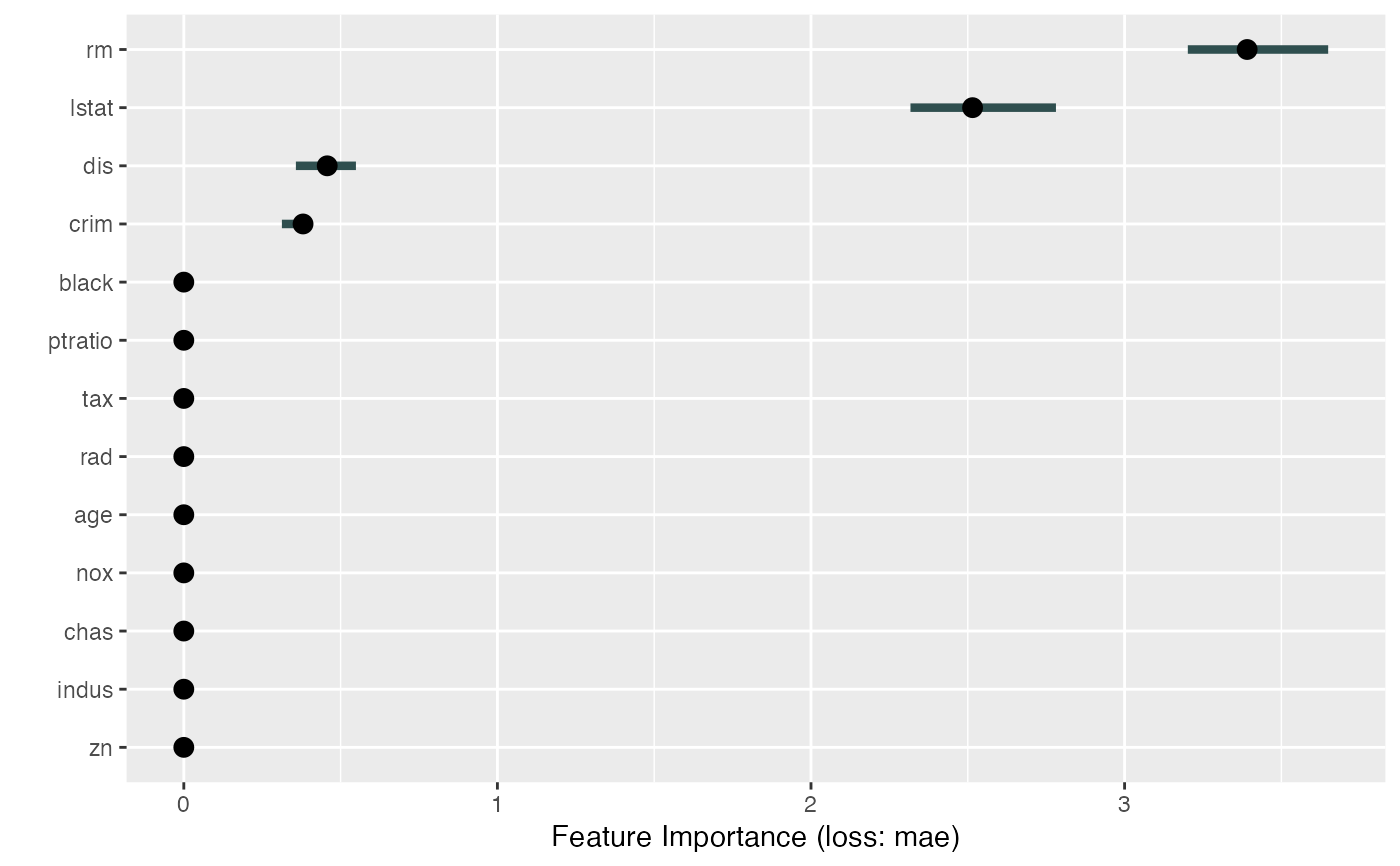 rm
lstat
dis
crim
black
ptratio
tax
rad
age
nox
chas
indus
zn
0 1 2 3
Feature Importance (loss: mae)